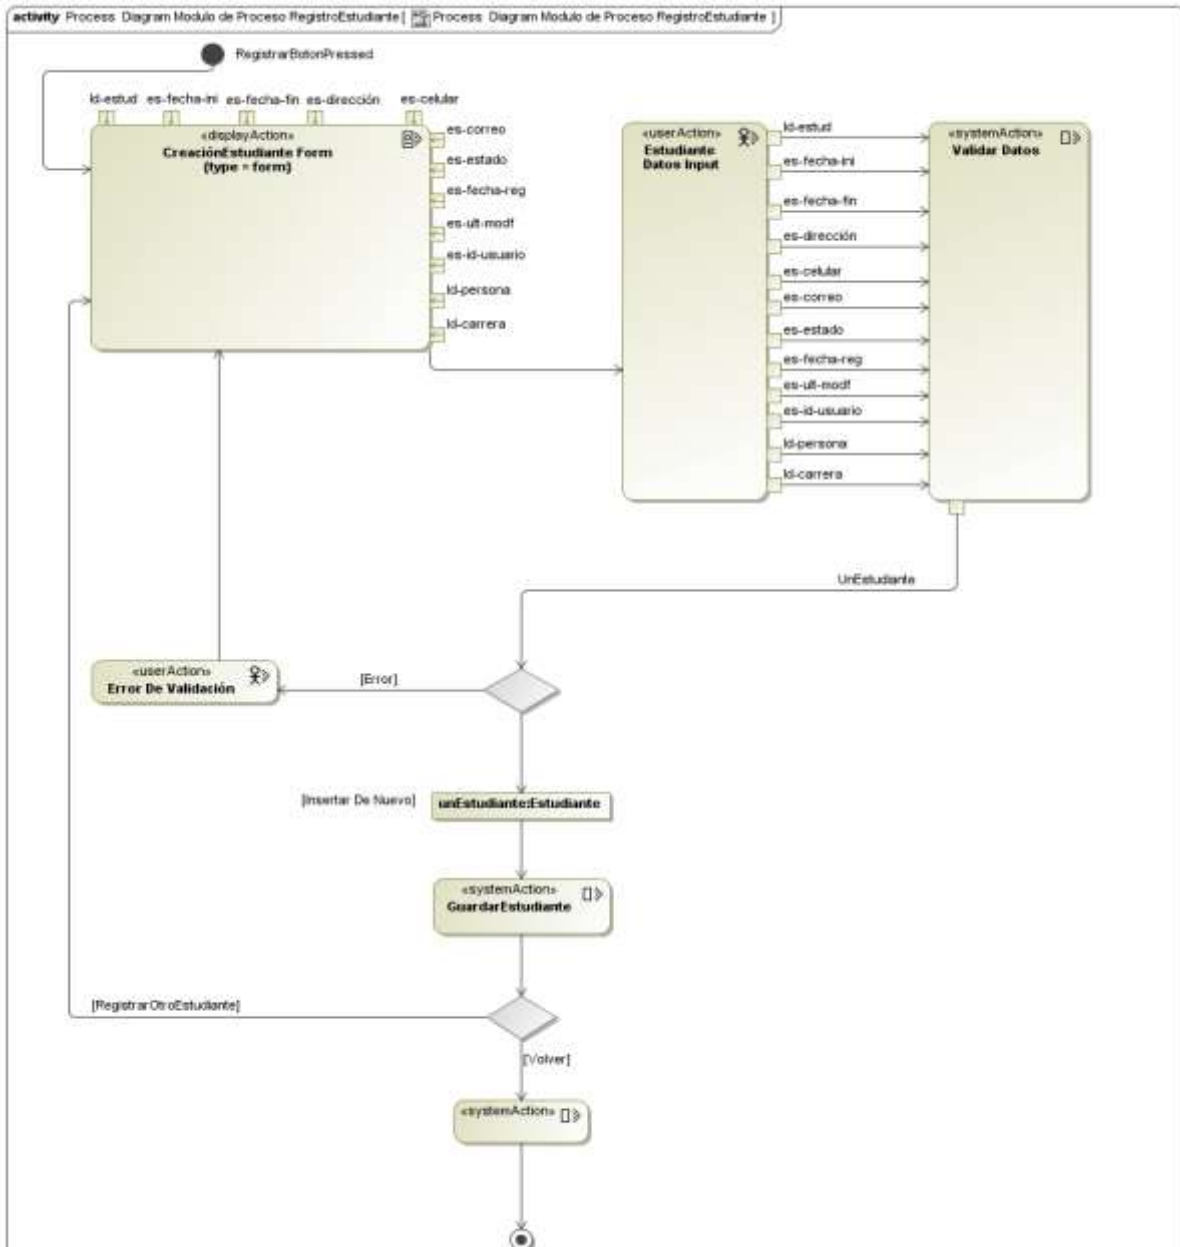 activity Process Diagram Modulo de Proceso RegistroEstudiante [ Process Diagram Modulo de Proceso RegistroEstudiante ]
RegistrarBotonPressed
Id-estud es-fecha-ini es-fecha-fin es-dirección es-celular
«displayAction»
CreaciónEstudiante Form
(type = form)
es-correo
es-estado
es-fecha-reg
es-ult-modf
es-id-usuario
Id-persona
Id-carrera
«userAction»
Estudiante
Datos Input
Id-estud
es-fecha-ini
es-fecha-fin
es-dirección
es-celular
es-correo
es-estado
es-fecha-reg
es-ult-modf
es-id-usuario
Id-persona
Id-carrera
«systemAction»
Validar Datos
UnEstudiante
«userAction»
Error De Validación
[Error]
[Insertar De Nuevo]
unEstudiante:Estudiante
«systemAction»
GuardarEstudiante
[RegistrarOtroEstudiante]
[Volver]
«systemAction»